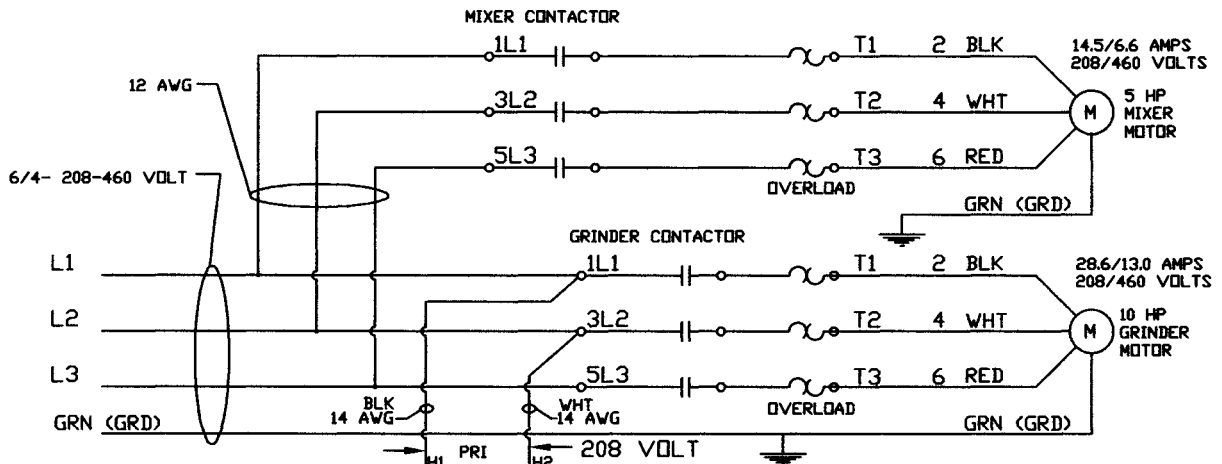 MIXER CONTACTOR
1L1
T1 2 BLK
14.5/6.6 AMPS
208/460 VOLTS
12 AWG
3L2
T2 4 WHT
M
5 HP
MIXER
MOTOR
5L3
T3 6 RED
6/4- 208-460 VOLT
OVERLOAD
GRN (GRD)
GRINDER CONTACTOR
L1
1L1
T1 2 BLK
28.6/13.0 AMPS
208/460 VOLTS
L2
3L2
T2 4 WHT
M
10 HP
GRINDER
MOTOR
L3
5L3
T3 6 RED
BLK
14 AWG
WHT
14 AWG
OVERLOAD
GRN (GRD)
GRN (GRD)
H1 PRI H2 208 VOLT